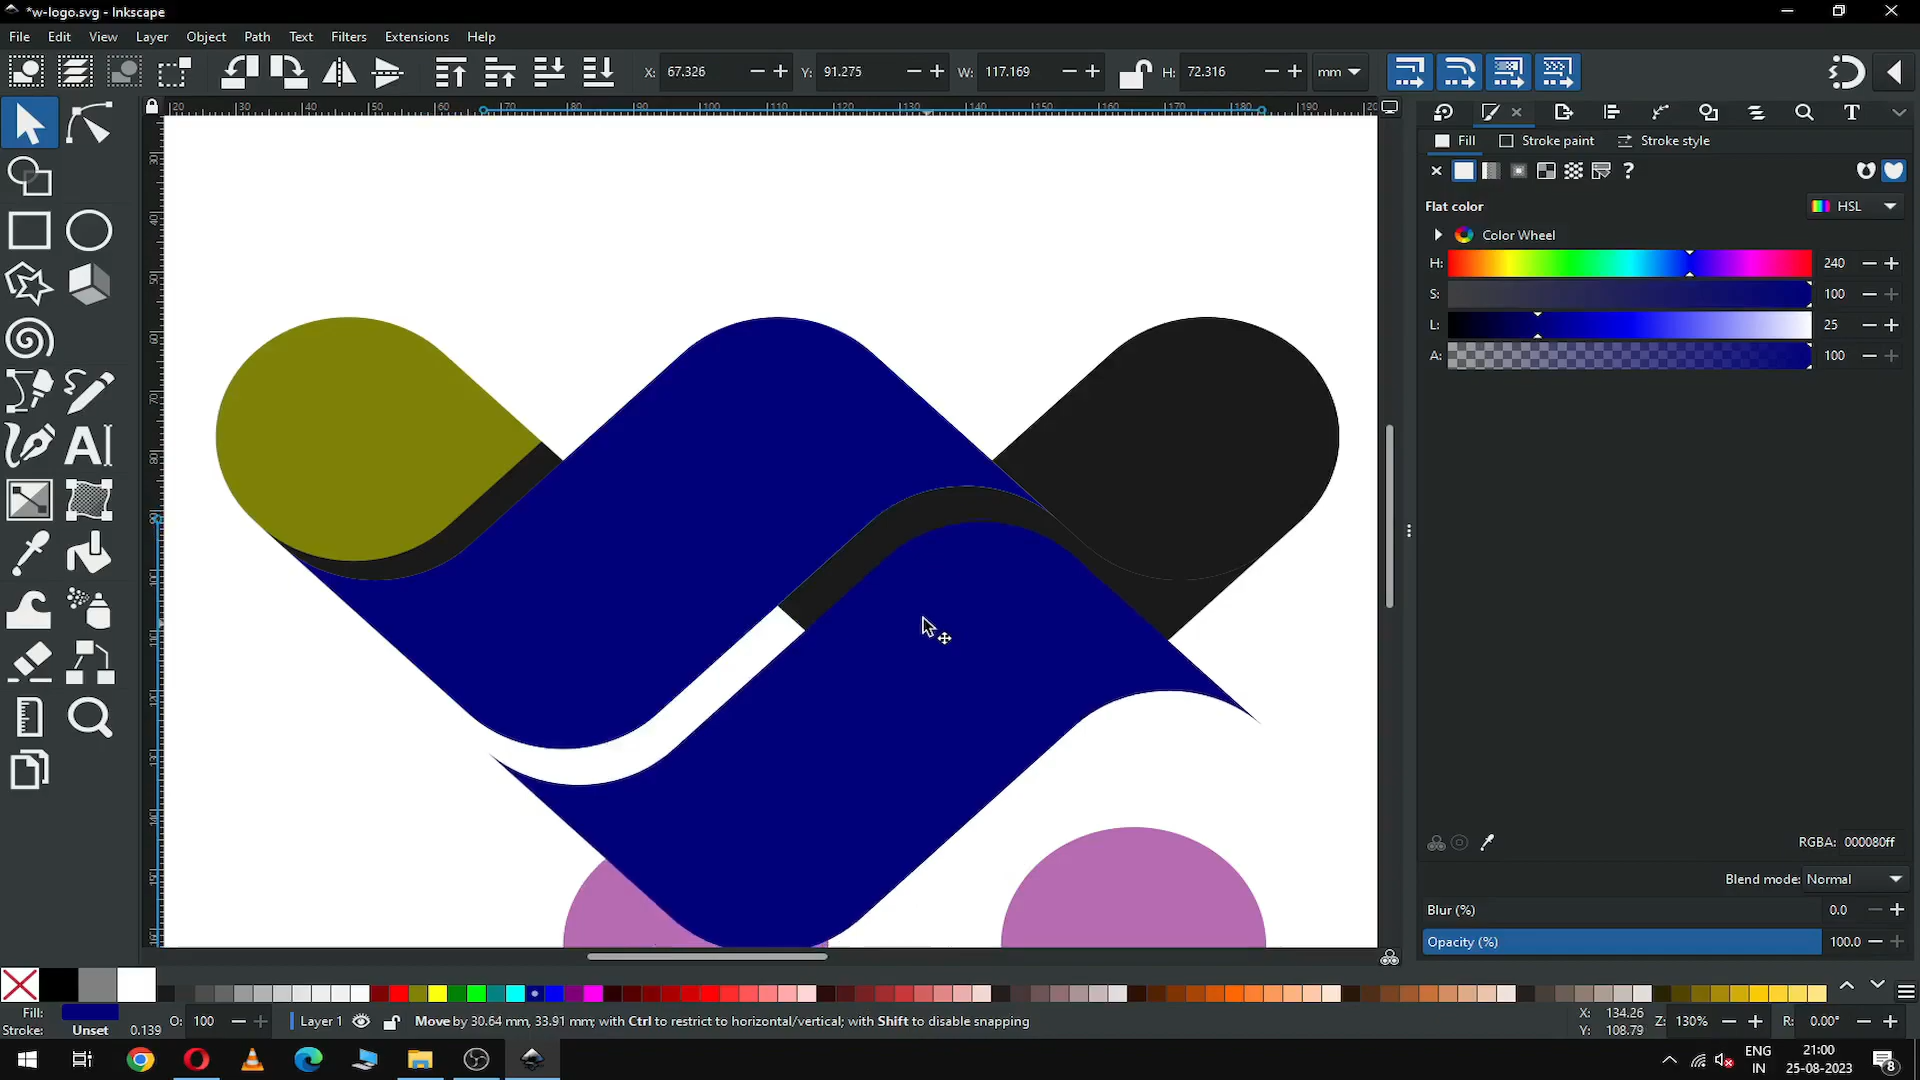 *w-logo.svg - Inkscape
File Edit View Layer Object Path Text Filters Extensions Help
X: 67.326 Y: 91.275 W: 117.169 H: 72.316 mm
Fill Stroke paint Stroke style
Flat color HSL
Color Wheel
H: 240
S: 100
L: 25
A: 100
RGBA: 000080ff
Blend mode: Normal
Blur (%) 0.0
Opacity (%) 100.0
Fill:
Stroke: Unset 0.139 O: 100 Layer 1 Move by 30.64 mm, 33.91 mm; with Ctrl to restrict to horizontal/vertical; with Shift to disable snapping
X: 134.26
Y: 108.79 Z: 130% R: 0.00°
ENG
IN
21:00
25-08-2023
8